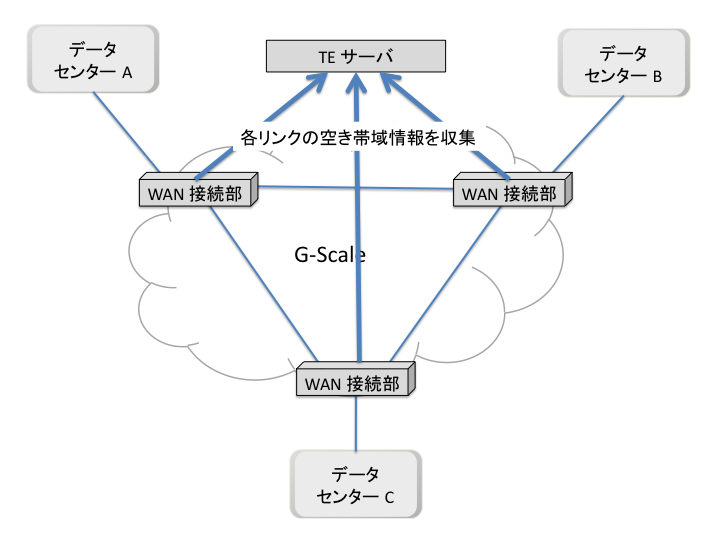 データ
センター A
TE サーバ
データ
センター B
各リンクの空き帯域情報を収集
WAN 接続部
WAN 接続部
G-Scale
WAN 接続部
データ
センター C